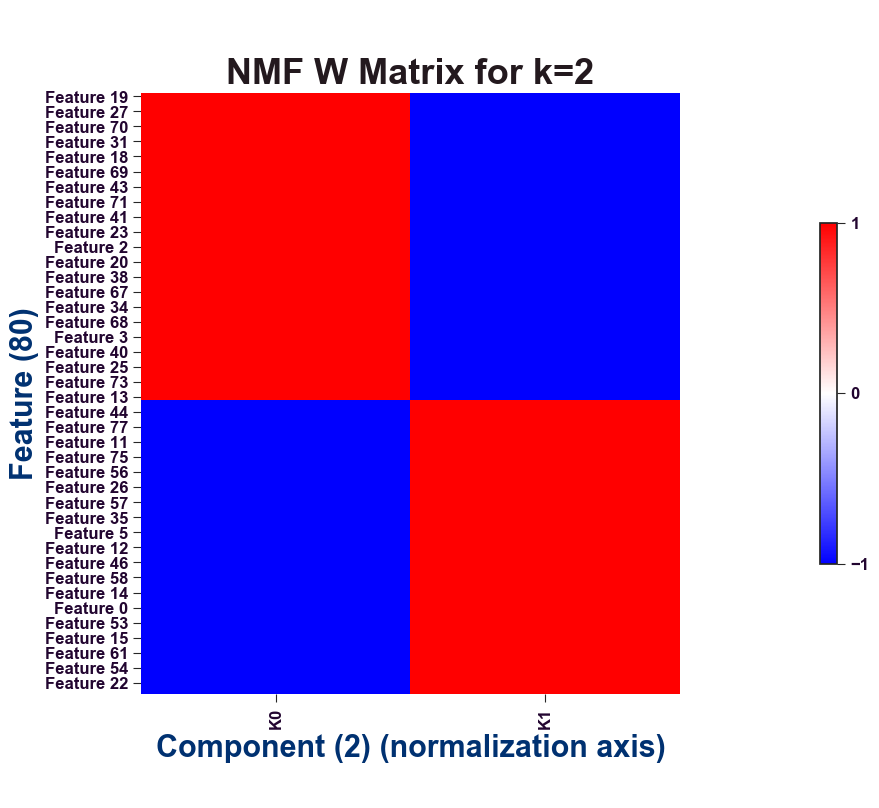 NMF W Matrix for k=2
Feature 19
Feature 27
Feature 70
Feature 31
Feature 18
Feature 69
Feature 43
Feature 71
Feature 41
Feature 23
Feature 2
Feature 20
Feature 38
Feature 67
Feature 34
Feature 68
Feature 3
Feature 40
Feature 25
Feature 73
Feature 13
Feature 44
Feature 77
Feature 11
Feature 75
Feature 56
Feature 26
Feature 57
Feature 35
Feature 5
Feature 12
Feature 46
Feature 58
Feature 14
Feature 0
Feature 53
Feature 15
Feature 61
Feature 54
Feature 22
Feature (80)
K0
K1
Component (2) (normalization axis)
1
0
−1